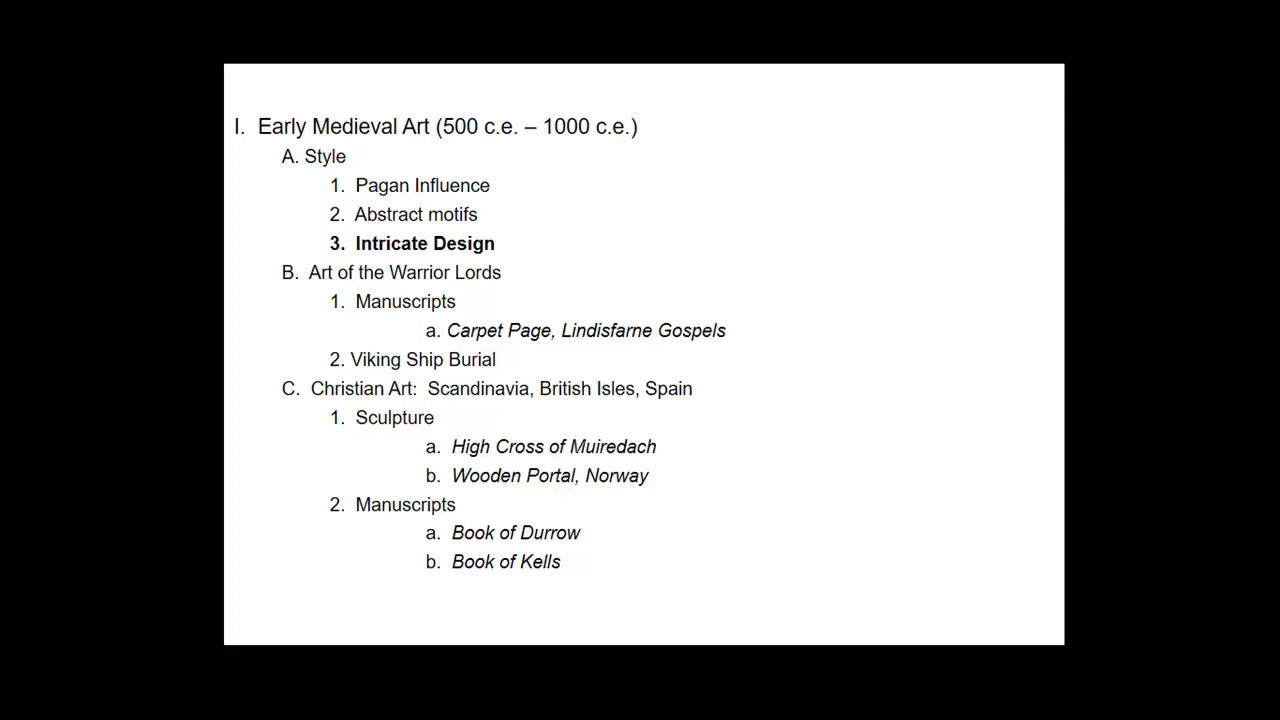 I. Early Medieval Art (500 c.e. – 1000 c.e.)
A. Style
1. Pagan Influence
2. Abstract motifs
3. Intricate Design
B. Art of the Warrior Lords
1. Manuscripts
a. Carpet Page, Lindisfarne Gospels
2. Viking Ship Burial
C. Christian Art: Scandinavia, British Isles, Spain
1. Sculpture
a. High Cross of Muiredach
b. Wooden Portal, Norway
2. Manuscripts
a. Book of Durrow
b. Book of Kells